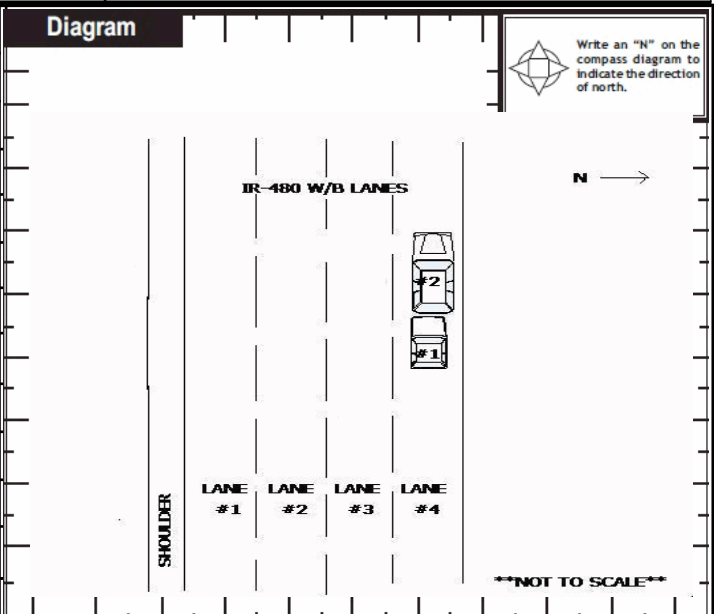 Diagram
Write an “N” on the
compass diagram to
indicate the direction
of north.
IR-480 W/B LANES
N
#2
#1
LANE LANE LANE LANE
#1 #2 #3 #4
SHOULDER
**NOT TO SCALE**